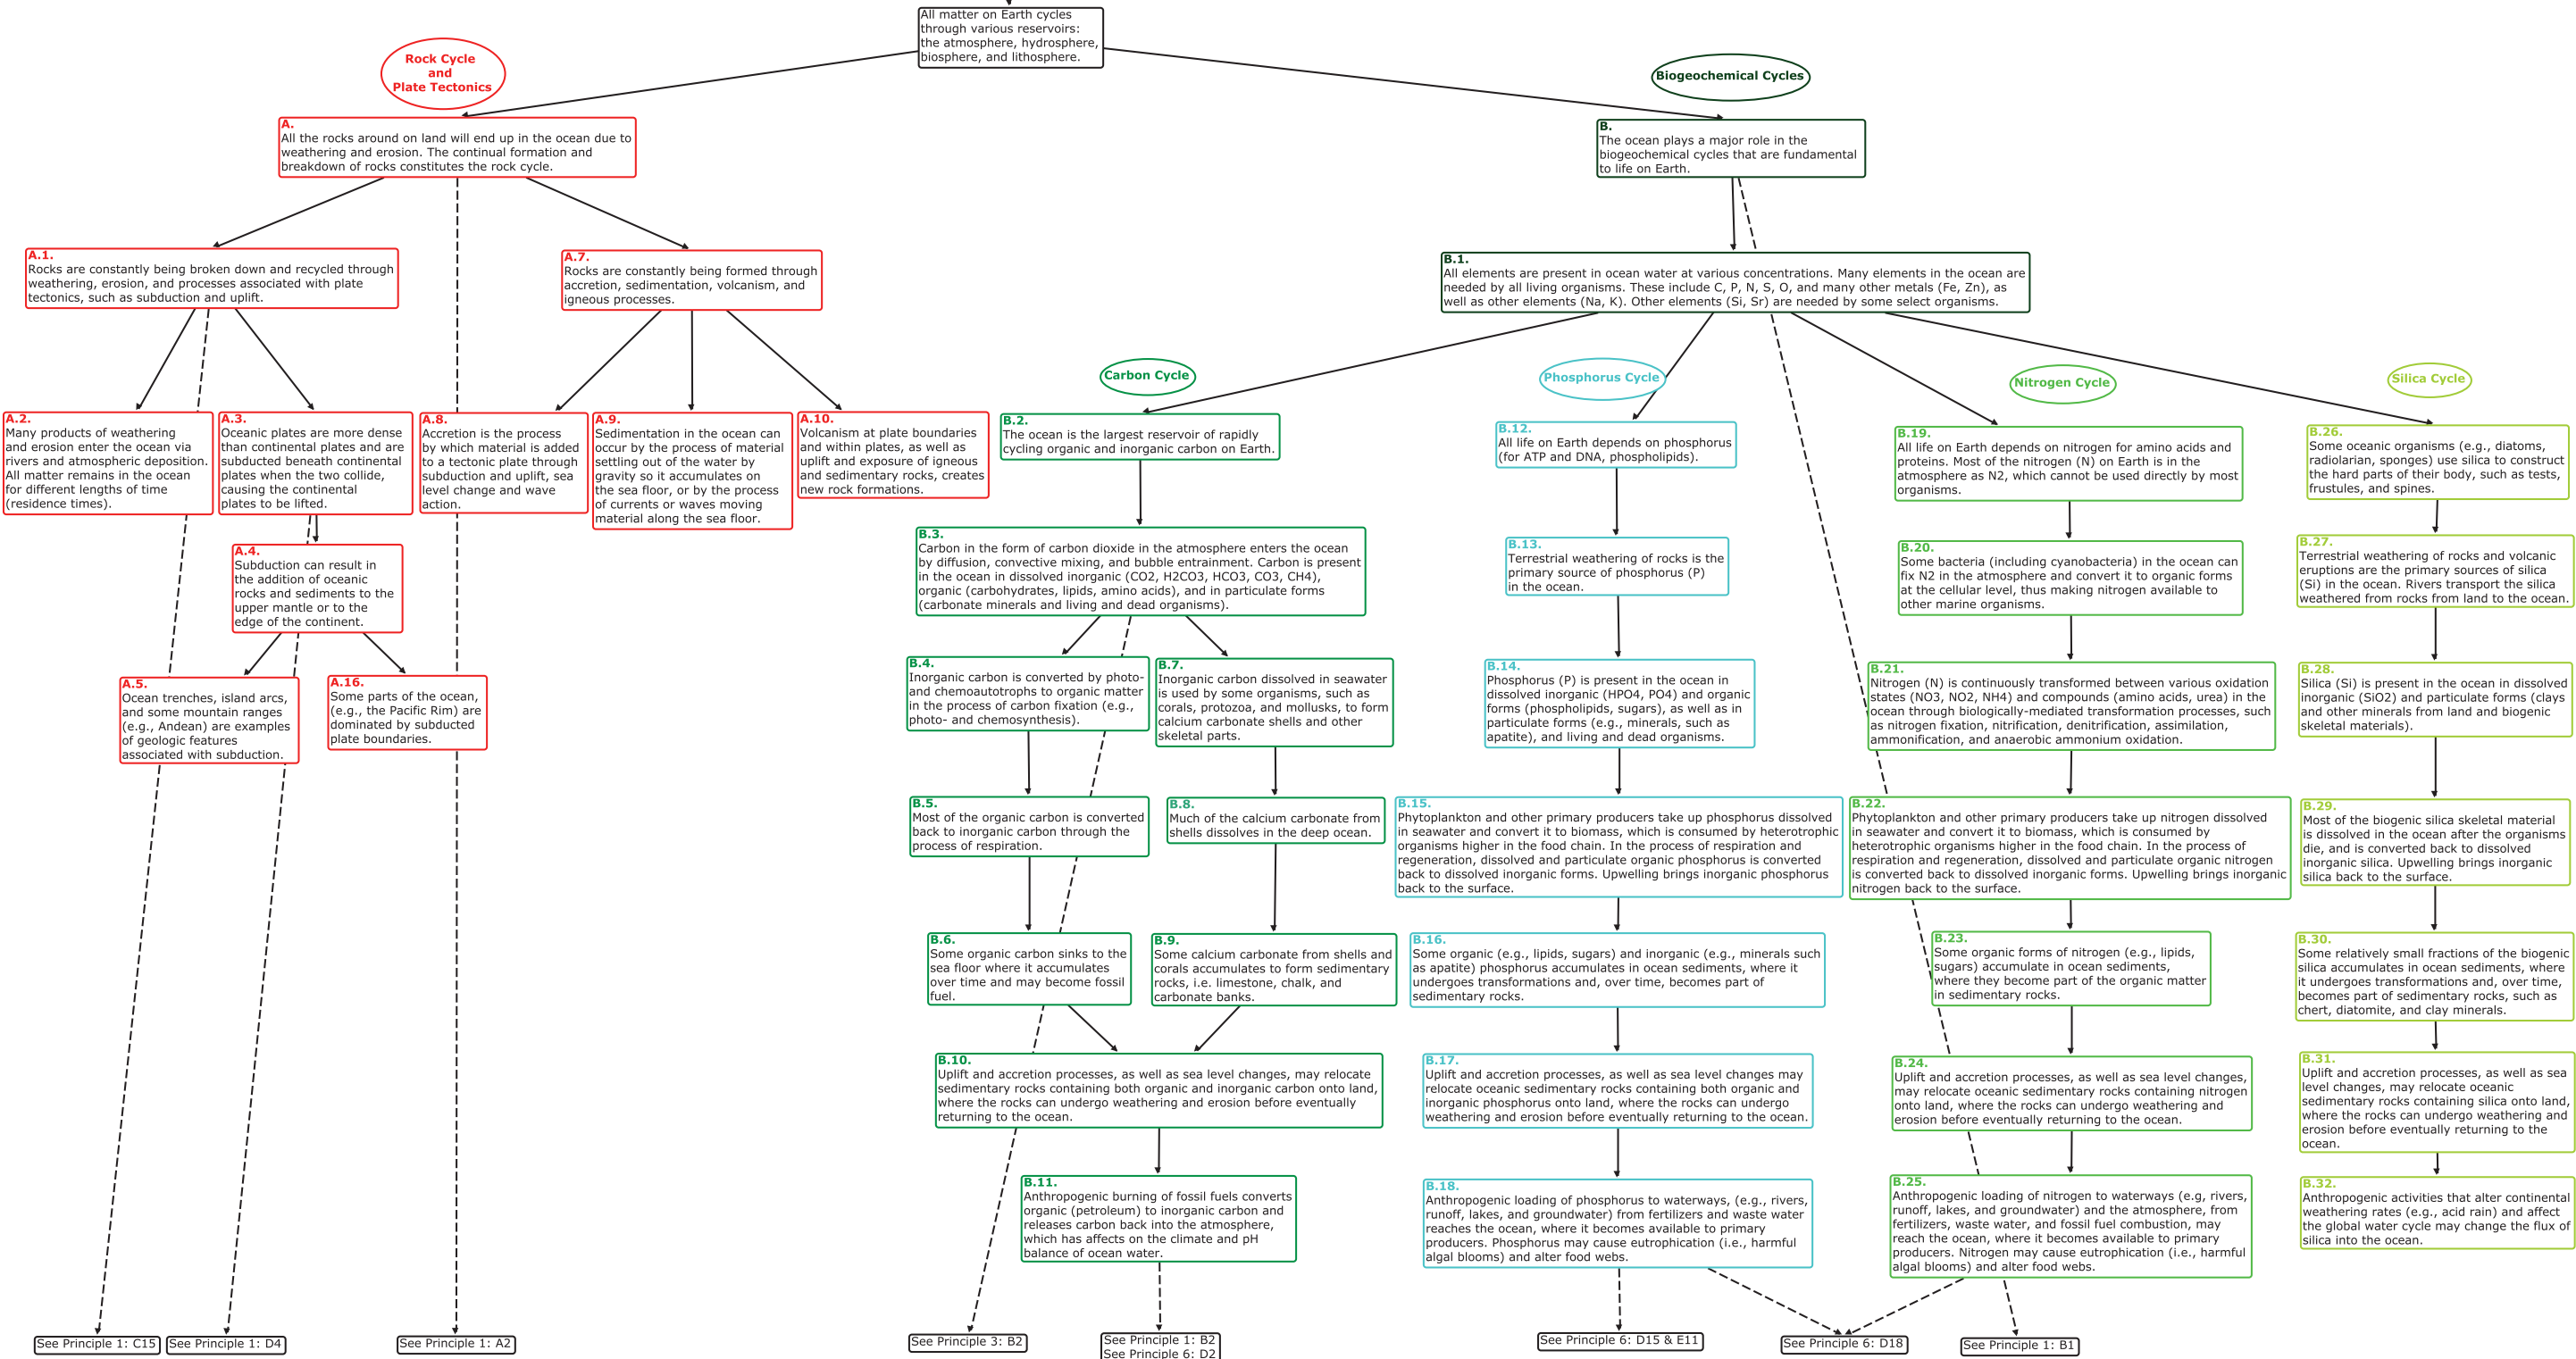 All matter on Earth cycles
through various reservoirs:
the atmosphere, hydrosphere,
biosphere, and lithosphere.
Rock Cycle
and
Plate Tectonics
Biogeochemical Cycles
A.
All the rocks around on land will end up in the ocean due to
weathering and erosion. The continual formation and
breakdown of rocks constitutes the rock cycle.
B.
The ocean plays a major role in the
biogeochemical cycles that are fundamental
to life on Earth.
A.1.
Rocks are constantly being broken down and recycled through
weathering, erosion, and processes associated with plate
tectonics, such as subduction and uplift.
A.7.
Rocks are constantly being formed through
accretion, sedimentation, volcanism, and
igneous processes.
B.1.
All elements are present in ocean water at various concentrations. Many elements in the ocean are
needed by all living organisms. These include C, P, N, S, O, and many other metals (Fe, Zn), as
well as other elements (Na, K). Other elements (Si, Sr) are needed by some select organisms.
A.2.
Many products of weathering
and erosion enter the ocean via
rivers and atmospheric deposition.
All matter remains in the ocean
for different lengths of time
(residence times).
A.3.
Oceanic plates are more dense
than continental plates and are
subducted beneath continental
plates when the two collide,
causing the continental
plates to be lifted.
A.8.
Accretion is the process
by which material is added
to a tectonic plate through
subduction and uplift, sea
level change and wave
action.
A.9.
Sedimentation in the ocean can
occur by the process of material
settling out of the water by
gravity so it accumulates on
the sea floor, or by the process
of currents or waves moving
material along the sea floor.
A.10.
Volcanism at plate boundaries
and within plates, as well as
uplift and exposure of igneous
and sedimentary rocks, creates
new rock formations.
A.4.
Subduction can result in
the addition of oceanic
rocks and sediments to the
upper mantle or to the
edge of the continent.
A.5.
Ocean trenches, island arcs,
and some mountain ranges
(e.g., Andean) are examples
of geologic features
associated with subduction.
A.16.
Some parts of the ocean,
(e.g., the Pacific Rim) are
dominated by subducted
plate boundaries.
See Principle 1: C15
See Principle 1: D4
See Principle 1: A2
Carbon Cycle
B.2.
The ocean is the largest reservoir of rapidly
cycling organic and inorganic carbon on Earth.
B.3.
Carbon in the form of carbon dioxide in the atmosphere enters the ocean
by diffusion, convective mixing, and bubble entrainment. Carbon is present
in the ocean in dissolved inorganic (CO2, H2CO3, HCO3, CO3, CH4),
organic (carbohydrates, lipids, amino acids), and in particulate forms
(carbonate minerals and living and dead organisms).
B.4.
Inorganic carbon is converted by photo-
and chemoautotrophs to organic matter
in the process of carbon fixation (e.g.,
photo- and chemosynthesis).
B.7.
Inorganic carbon dissolved in seawater
is used by some organisms, such as
corals, protozoa, and mollusks, to form
calcium carbonate shells and other
skeletal parts.
B.5.
Most of the organic carbon is converted
back to inorganic carbon through the
process of respiration.
B.8.
Much of the calcium carbonate from
shells dissolves in the deep ocean.
B.6.
Some organic carbon sinks to the
sea floor where it accumulates
over time and may become fossil
fuel.
B.9.
Some calcium carbonate from shells and
corals accumulates to form sedimentary
rocks, i.e. limestone, chalk, and
carbonate banks.
B.10.
Uplift and accretion processes, as well as sea level changes, may relocate
sedimentary rocks containing both organic and inorganic carbon onto land,
where the rocks can undergo weathering and erosion before eventually
returning to the ocean.
B.11.
Anthropogenic burning of fossil fuels converts
organic (petroleum) to inorganic carbon and
releases carbon back into the atmosphere,
which has affects on the climate and pH
balance of ocean water.
See Principle 3: B2
See Principle 1: B2
See Principle 6: D2
Phosphorus Cycle
B.12.
All life on Earth depends on phosphorus
(for ATP and DNA, phospholipids).
B.13.
Terrestrial weathering of rocks is the
primary source of phosphorus (P)
in the ocean.
B.14.
Phosphorus (P) is present in the ocean in
dissolved inorganic (HPO4, PO4) and organic
forms (phospholipids, sugars), as well as in
particulate forms (e.g., minerals, such as
apatite), and living and dead organisms.
B.15.
Phytoplankton and other primary producers take up phosphorus dissolved
in seawater and convert it to biomass, which is consumed by heterotrophic
organisms higher in the food chain. In the process of respiration and
regeneration, dissolved and particulate organic phosphorus is converted
back to dissolved inorganic forms. Upwelling brings inorganic phosphorus
back to the surface.
B.16.
Some organic (e.g., lipids, sugars) and inorganic (e.g., minerals such
as apatite) phosphorus accumulates in ocean sediments, where it
undergoes transformations and, over time, becomes part of
sedimentary rocks.
B.17.
Uplift and accretion processes, as well as sea level changes may
relocate oceanic sedimentary rocks containing both organic and
inorganic phosphorus onto land, where the rocks can undergo
weathering and erosion before eventually returning to the ocean.
B.18.
Anthropogenic loading of phosphorus to waterways, (e.g., rivers,
runoff, lakes, and groundwater) from fertilizers and waste water
reaches the ocean, where it becomes available to primary
producers. Phosphorus may cause eutrophication (i.e., harmful
algal blooms) and alter food webs.
See Principle 6: D15 & E11
See Principle 6: D18
Nitrogen Cycle
B.19.
All life on Earth depends on nitrogen for amino acids and
proteins. Most of the nitrogen (N) on Earth is in the
atmosphere as N2, which cannot be used directly by most
organisms.
B.20.
Some bacteria (including cyanobacteria) in the ocean can
fix N2 in the atmosphere and convert it to organic forms
at the cellular level, thus making nitrogen available to
other marine organisms.
B.21.
Nitrogen (N) is continuously transformed between various oxidation
states (NO3, NO2, NH4) and compounds (amino acids, urea) in the
ocean through biologically-mediated transformation processes, such
as nitrogen fixation, nitrification, denitrification, assimilation,
ammonification, and anaerobic ammonium oxidation.
B.22.
Phytoplankton and other primary producers take up nitrogen dissolved
in seawater and convert it to biomass, which is consumed by
heterotrophic organisms higher in the food chain. In the process of
respiration and regeneration, dissolved and particulate organic nitrogen
is converted back to dissolved inorganic forms. Upwelling brings inorganic
nitrogen back to the surface.
B.23.
Some organic forms of nitrogen (e.g., lipids,
sugars) accumulate in ocean sediments,
where they become part of the organic matter
in sedimentary rocks.
B.24.
Uplift and accretion processes, as well as sea level changes,
may relocate oceanic sedimentary rocks containing nitrogen
onto land, where the rocks can undergo weathering and
erosion before eventually returning to the ocean.
B.25.
Anthropogenic loading of nitrogen to waterways (e.g, rivers,
runoff, lakes, and groundwater) and the atmosphere, from
fertilizers, waste water, and fossil fuel combustion, may
reach the ocean, where it becomes available to primary
producers. Nitrogen may cause eutrophication (i.e., harmful
algal blooms) and alter food webs.
See Principle 1: B1
Silica Cycle
B.26.
Some oceanic organisms (e.g., diatoms,
radiolarian, sponges) use silica to construct
the hard parts of their body, such as tests,
frustules, and spines.
B.27.
Terrestrial weathering of rocks and volcanic
eruptions are the primary sources of silica
(Si) in the ocean. Rivers transport the silica
weathered from rocks from land to the ocean.
B.28.
Silica (Si) is present in the ocean in dissolved
inorganic (SiO2) and particulate forms (clays
and other minerals from land and biogenic
skeletal materials).
B.29.
Most of the biogenic silica skeletal material
is dissolved in the ocean after the organisms
die, and is converted back to dissolved
inorganic silica. Upwelling brings inorganic
silica back to the surface.
B.30.
Some relatively small fractions of the biogenic
silica accumulates in ocean sediments, where
it undergoes transformations and, over time,
becomes part of sedimentary rocks, such as
chert, diatomite, and clay minerals.
B.31.
Uplift and accretion processes, as well as sea
level changes, may relocate oceanic
sedimentary rocks containing silica onto land,
where the rocks can undergo weathering and
erosion before eventually returning to the
ocean.
B.32.
Anthropogenic activities that alter continental
weathering rates (e.g., acid rain) and affect
the global water cycle may change the flux of
silica into the ocean.